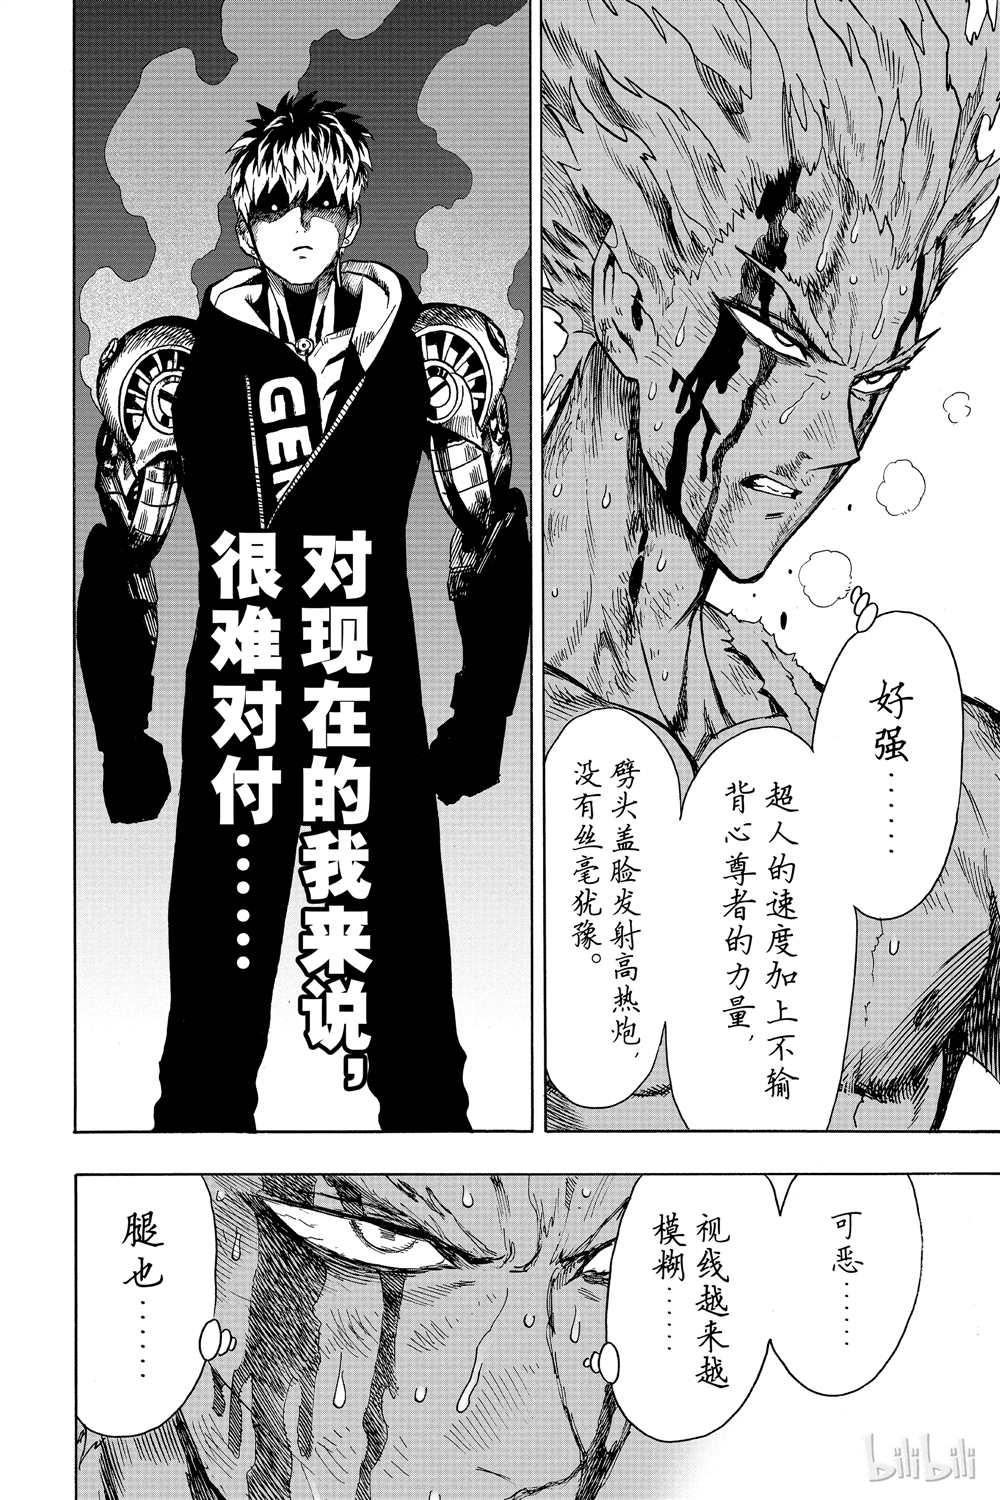 好强……
超人的速度加上不输
背心尊者的力量，
劈头盖脸发射高热炮，
没有丝毫犹豫。
GEN
对现在的我来说，
很难对付……
可恶……
视线越来越
模糊……
腿也……
bilibili